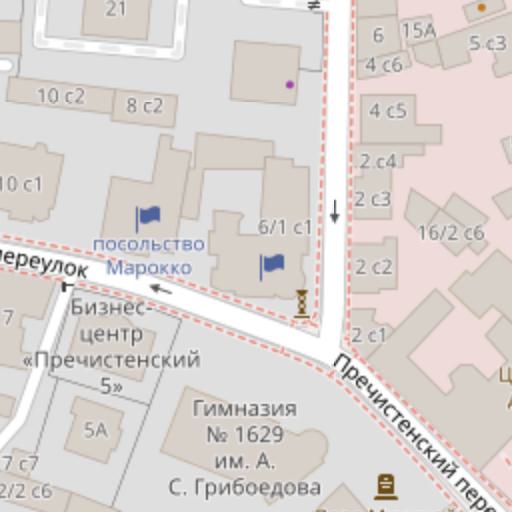 21
6
15А
5 с3
4 с6
10 с2
8 с2
4 с5
2 с4
10 с1
2 с3
6/1 с1
16/2 с6
посольство
Марокко
2 с2
переулок
Бизнес-
центр
«Пречистенский
5»
7
2 с1
Пречистенский пере
Гимназия
№ 1629
им. А.
С. Грибоедова
5А
7 с7
2/2 с6